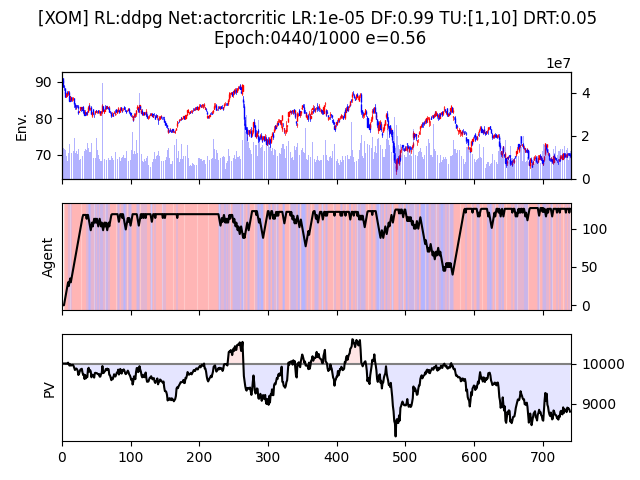 [XOM] RL:ddpg Net:actorcritic LR:1e-05 DF:0.99 TU:[1,10] DRT:0.05
Epoch:0440/1000 e=0.56
1e7
90
80
70
Env.
4
2
0
Agent
100
50
0
PV
10000
9000
0 100 200 300 400 500 600 700